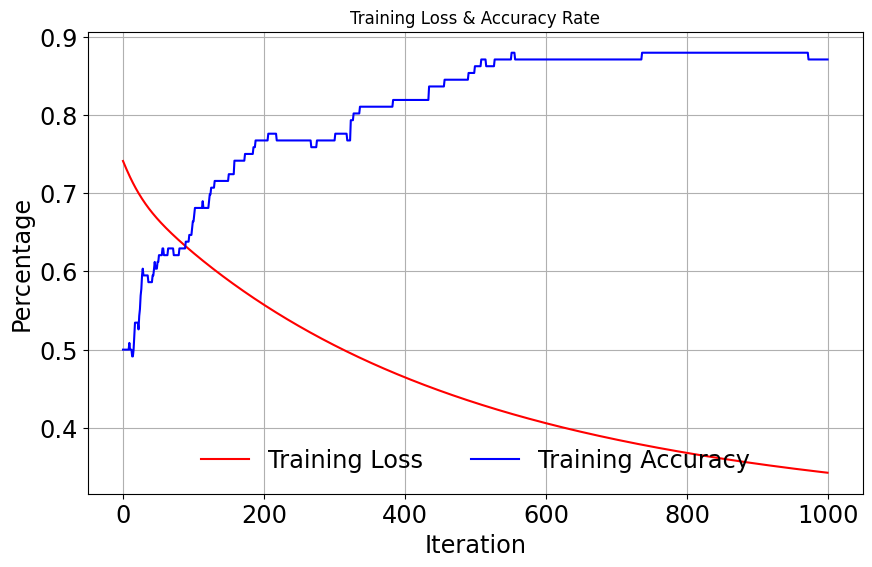 Training Loss & Accuracy Rate
Percentage
0.9
0.8
0.7
0.6
0.5
0.4
Training Loss
Training Accuracy
0 200 400 600 800 1000
Iteration